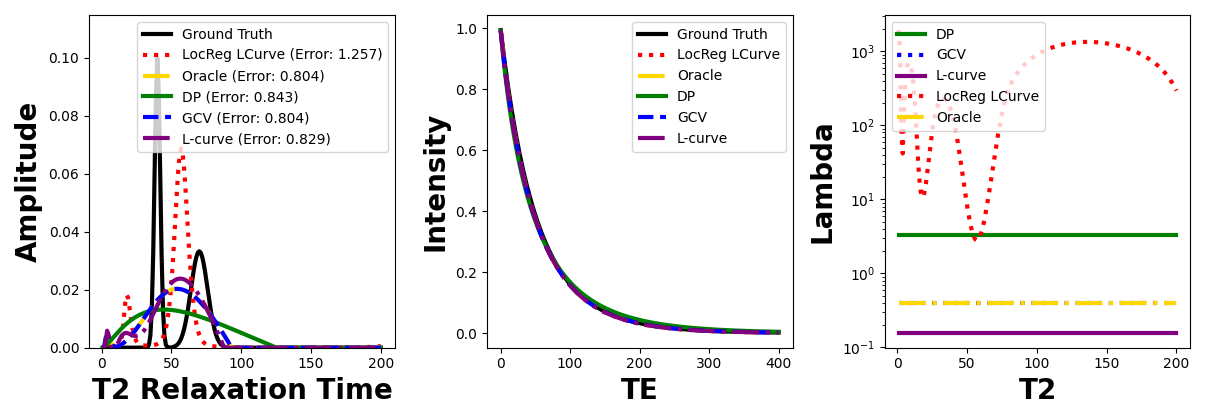 Amplitude
0.10
0.08
0.06
0.04
0.02
0.00
Ground Truth
LocReg LCurve (Error: 1.257)
Oracle (Error: 0.804)
DP (Error: 0.843)
GCV (Error: 0.804)
L-curve (Error: 0.829)
0 50 100 150 200
T2 Relaxation Time
Intensity
1.0
0.8
0.6
0.4
0.2
0.0
Ground Truth
LocReg LCurve
Oracle
DP
GCV
L-curve
0 100 200 300 400
TE
Lambda
10³
10²
10¹
10⁰
10⁻¹
DP
GCV
L-curve
LocReg LCurve
Oracle
0 50 100 150 200
T2